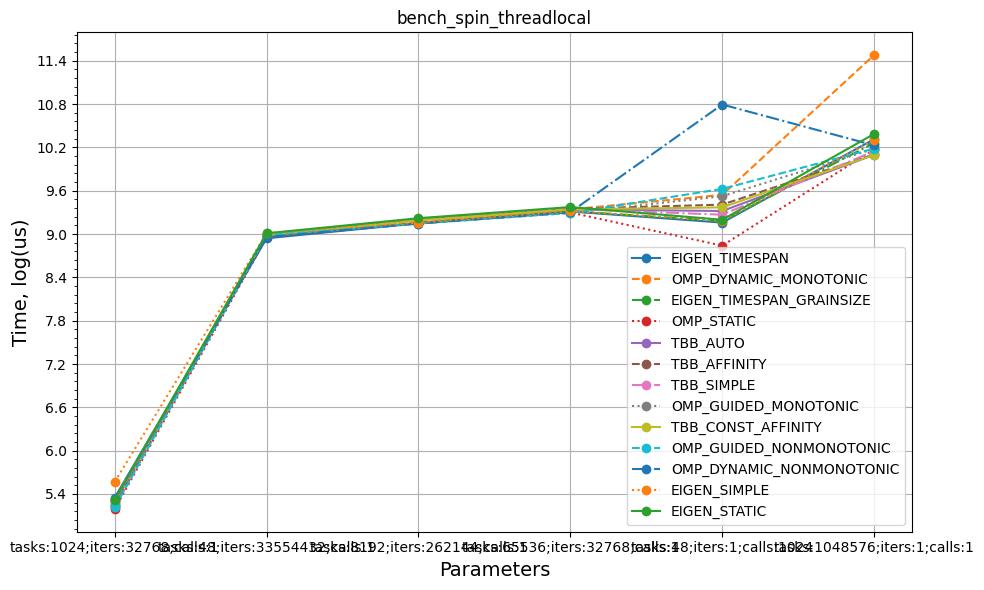 bench_spin_threadlocal
Time, log(us)
11.4
10.8
10.2
9.6
9.0
8.4
7.8
7.2
6.6
6.0
5.4
EIGEN_TIMESPAN
OMP_DYNAMIC_MONOTONIC
EIGEN_TIMESPAN_GRAINSIZE
OMP_STATIC
TBB_AUTO
TBB_AFFINITY
TBB_SIMPLE
OMP_GUIDED_MONOTONIC
TBB_CONST_AFFINITY
OMP_GUIDED_NONMONOTONIC
OMP_DYNAMIC_NONMONOTONIC
EIGEN_SIMPLE
EIGEN_STATIC
Parameters